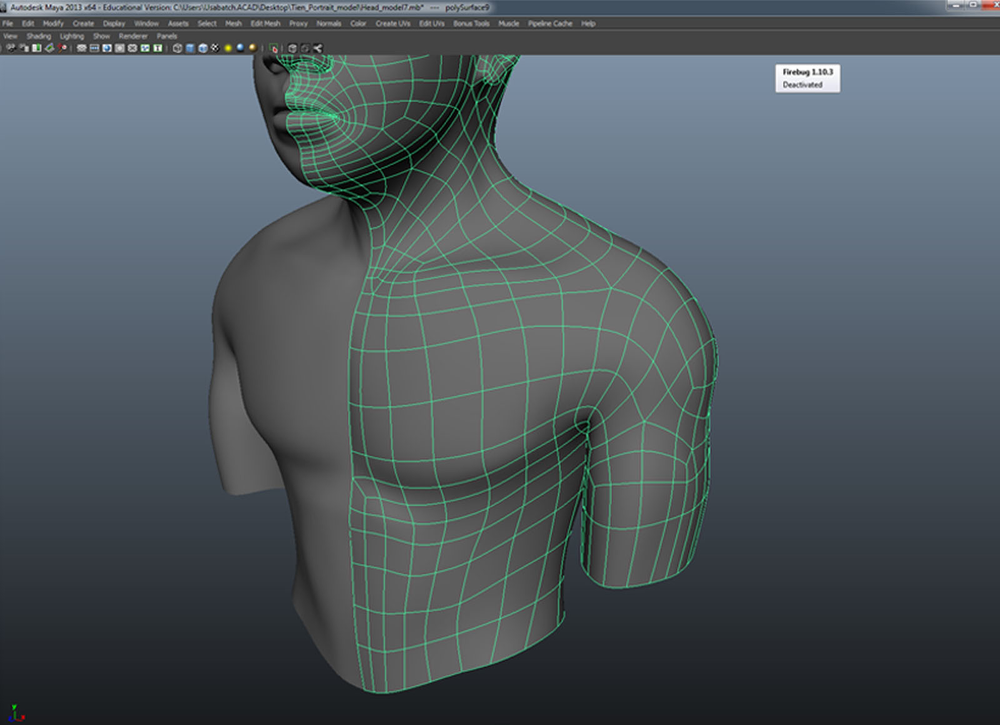 Autodesk Maya 2013 x64 - Educational Version: C:\Users\Usabatch.ACAD\Desktop\Tien_Portrait_model\Head_model7.mb* --- polySurface9
File Edit Modify Create Display Window Assets Select Mesh Edit Mesh Proxy Normals Color Create UVs Edit UVs Bonus Tools Muscle Pipeline Cache Help
View Shading Lighting Show Renderer Panels
Firebug 1.10.3
Deactivated
y
x